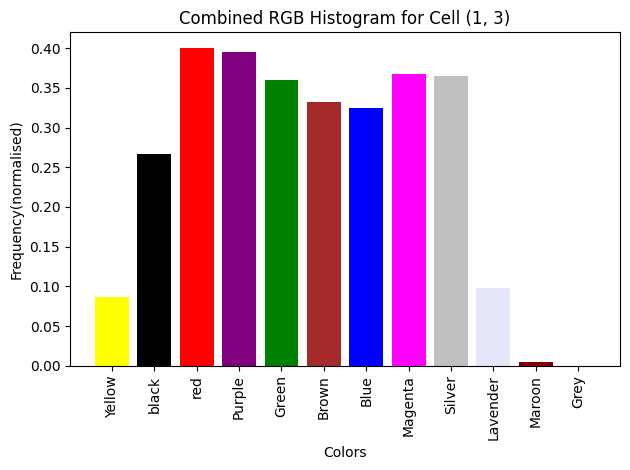 Combined RGB Histogram for Cell (1, 3)
Frequency(normalised)
0.40
0.35
0.30
0.25
0.20
0.15
0.10
0.05
0.00
Yellow
black
red
Purple
Green
Brown
Blue
Magenta
Silver
Lavender
Maroon
Grey
Colors